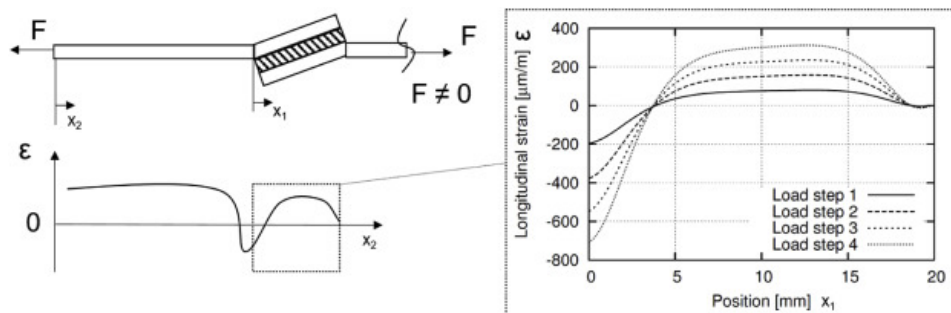 F
F
F ≠ 0
x₂
x₁
ε
0
x₂
Longitudinal strain [μm/m] ε
400
200
0
-200
-400
-600
-800
Load step 1
Load step 2
Load step 3
Load step 4
0
5
10
15
20
Position [mm] x₁